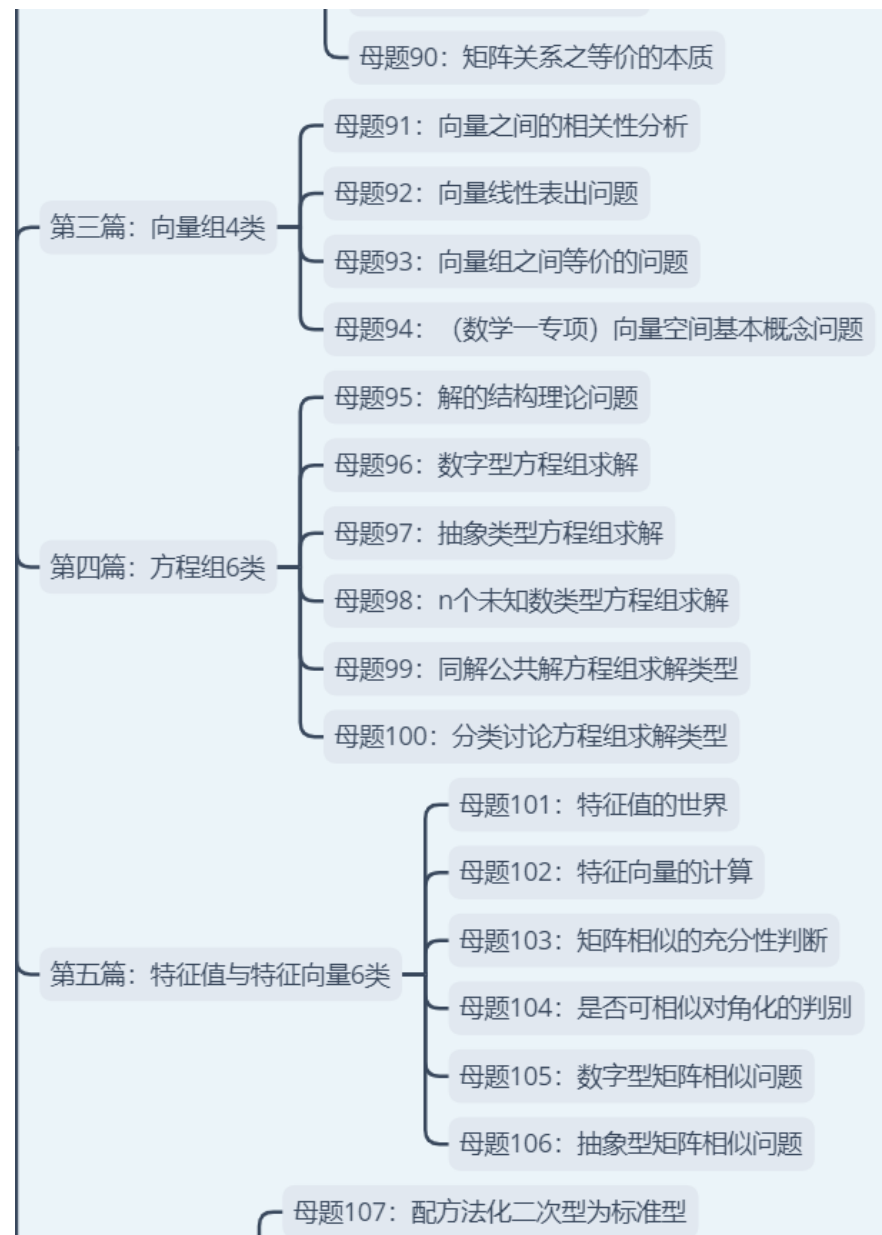 母题90：矩阵关系之等价的本质
第三篇：向量组4类
母题91：向量之间的相关性分析
母题92：向量线性表出问题
母题93：向量组之间等价的问题
母题94：（数学一专项）向量空间基本概念问题
第四篇：方程组6类
母题95：解的结构理论问题
母题96：数字型方程组求解
母题97：抽象类型方程组求解
母题98：n个未知数类型方程组求解
母题99：同解公共解方程组求解类型
母题100：分类讨论方程组求解类型
第五篇：特征值与特征向量6类
母题101：特征值的世界
母题102：特征向量的计算
母题103：矩阵相似的充分性判断
母题104：是否可相似对角化的判别
母题105：数字型矩阵相似问题
母题106：抽象型矩阵相似问题
母题107：配方法化二次型为标准型